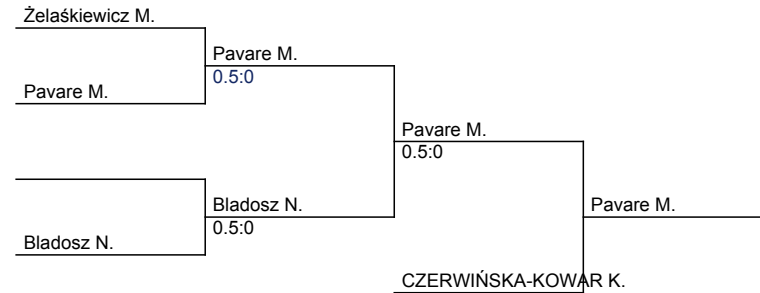 Żelaśkiewicz M.
Pavare M.
0.5:0
Pavare M.
Pavare M.
0.5:0
Bladosz N.
0.5:0
Pavare M.
Bladosz N.
CZERWIŃSKA-KOWAR K.